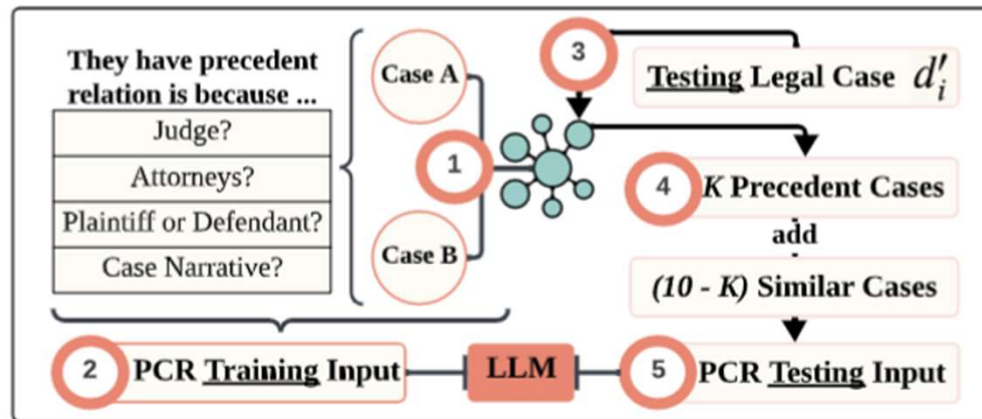 They have precedent
relation is because ...
Judge?
Attorneys?
Plaintiff or Defendant?
Case Narrative?
Case A
1
Case B
3
Testing Legal Case d′i
4
K Precedent Cases
add
(10 - K) Similar Cases
2
PCR Training Input
LLM
5
PCR Testing Input